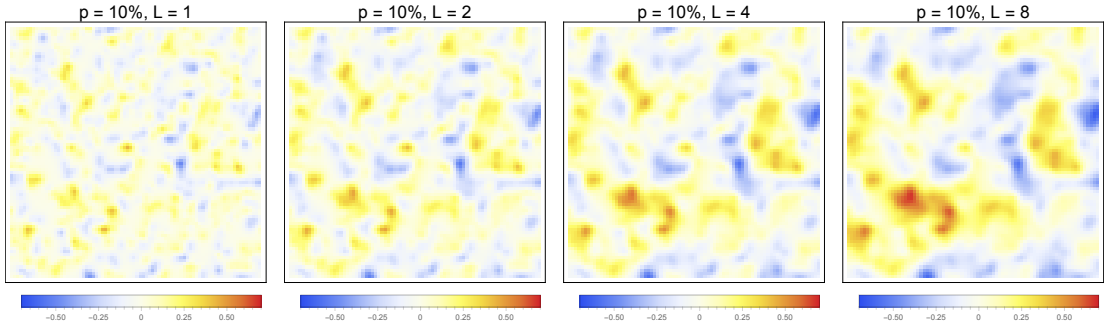 p = 10%, L = 1
p = 10%, L = 2
p = 10%, L = 4
p = 10%, L = 8
−0.50 −0.25 0 0.25 0.50
−0.50 −0.25 0 0.25 0.50
−0.50 −0.25 0 0.25 0.50
−0.50 −0.25 0 0.25 0.50